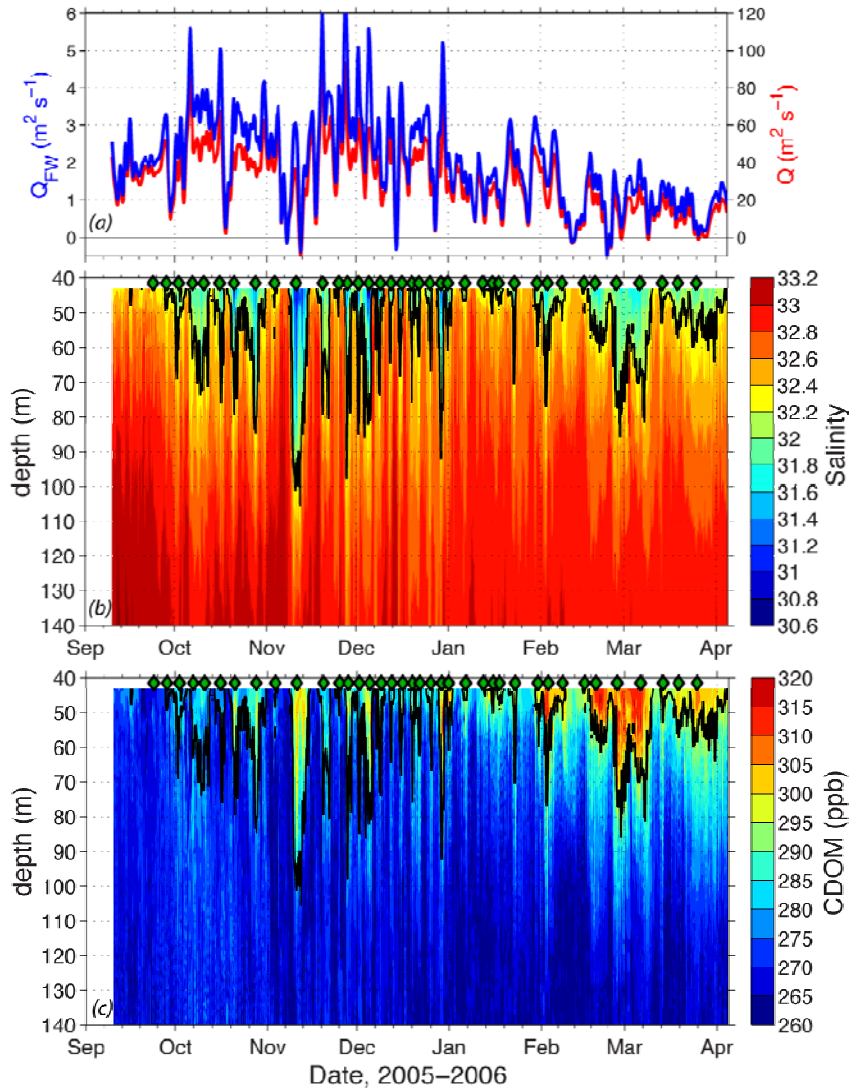 6 120
5 100
4 80
3 60
2 40
1 20
0 0
Q_FW (m² s⁻¹)
Q (m² s⁻¹)
(a)
40 33.2
50 33
60 32.8
70 32.6
80 32.4
90 32.2
100 32
110 31.8
120 31.6
130 31.4
140 31.2
31
30.8
30.6
depth (m)
Salinity
(b)
Sep Oct Nov Dec Jan Feb Mar Apr
40 320
50 315
60 310
70 305
80 300
90 295
100 290
110 285
120 280
130 275
140 270
265
260
depth (m)
CDOM (ppb)
(c)
Sep Oct Nov Dec Jan Feb Mar Apr
Date, 2005−2006